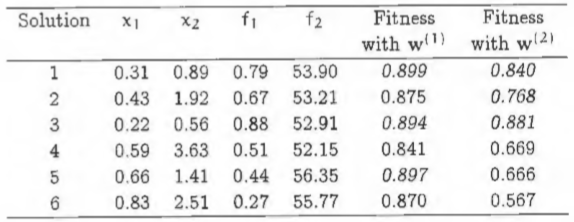 Solution x1 x2 f1 f2 Fitness Fitness
with w(1) with w(2)
1 0.31 0.89 0.79 53.90 0.899 0.840
2 0.43 1.92 0.67 53.21 0.875 0.768
3 0.22 0.56 0.88 52.91 0.894 0.881
4 0.59 3.63 0.51 52.15 0.841 0.669
5 0.66 1.41 0.44 56.35 0.897 0.666
6 0.83 2.51 0.27 55.77 0.870 0.567